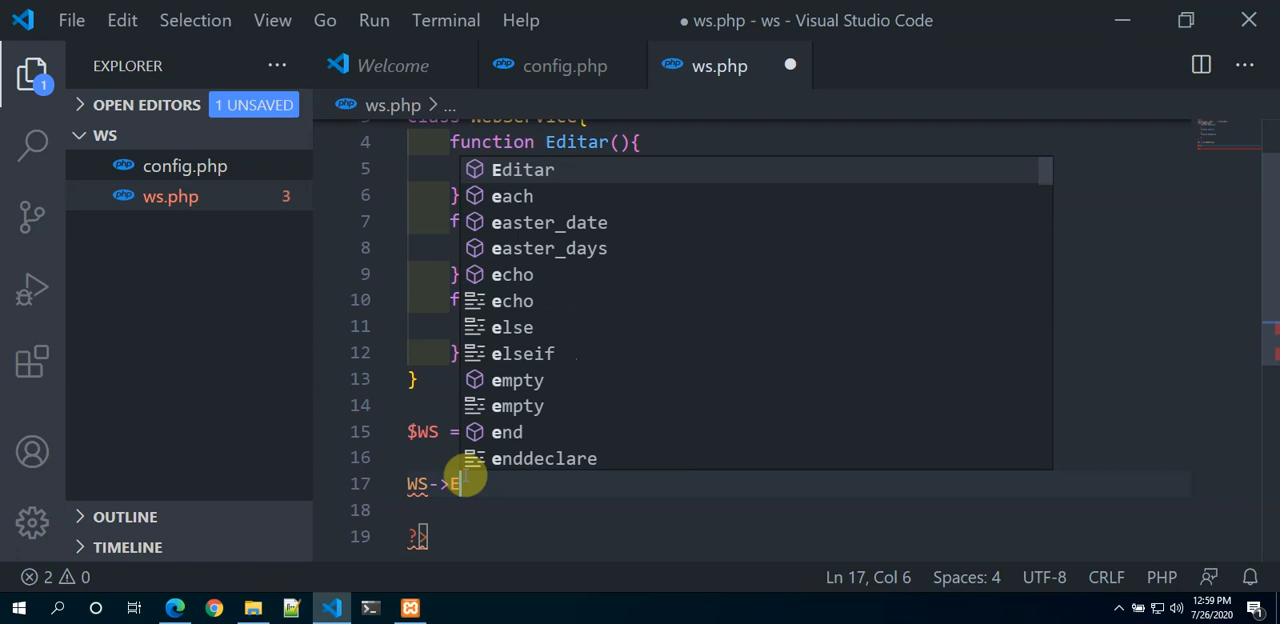 File Edit Selection View Go Run Terminal Help ● ws.php - ws - Visual Studio Code
EXPLORER ··· Welcome config.php ws.php ●
OPEN EDITORS 1 UNSAVED
WS
config.php
ws.php 3
ws.php > ...
4 function Editar(){
5 Editar
each
6 }
7 f easter_date
8 easter_days
9 } echo
10 f echo
11 else
12 } elseif
13 } empty
14 empty
15 $WS = end
16 enddeclare
17 WS->E
18
19 ?>
OUTLINE
TIMELINE
2 0 Ln 17, Col 6 Spaces: 4 UTF-8 CRLF PHP
12:59 PM
7/26/2020
1